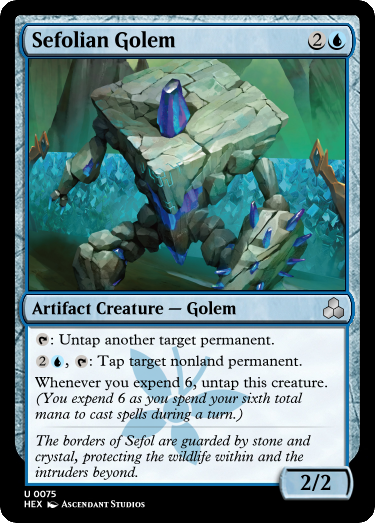 Sefolian Golem 2
Artifact Creature — Golem
: Untap another target permanent.
2 , : Tap target nonland permanent.
Whenever you expend 6, untap this creature.
(You expend 6 as you spend your sixth total
mana to cast spells during a turn.)
The borders of Sefol are guarded by stone and
crystal, protecting the wildlife within and the
intruders beyond.
2/2
U 0075
HEX Ascendant Studios